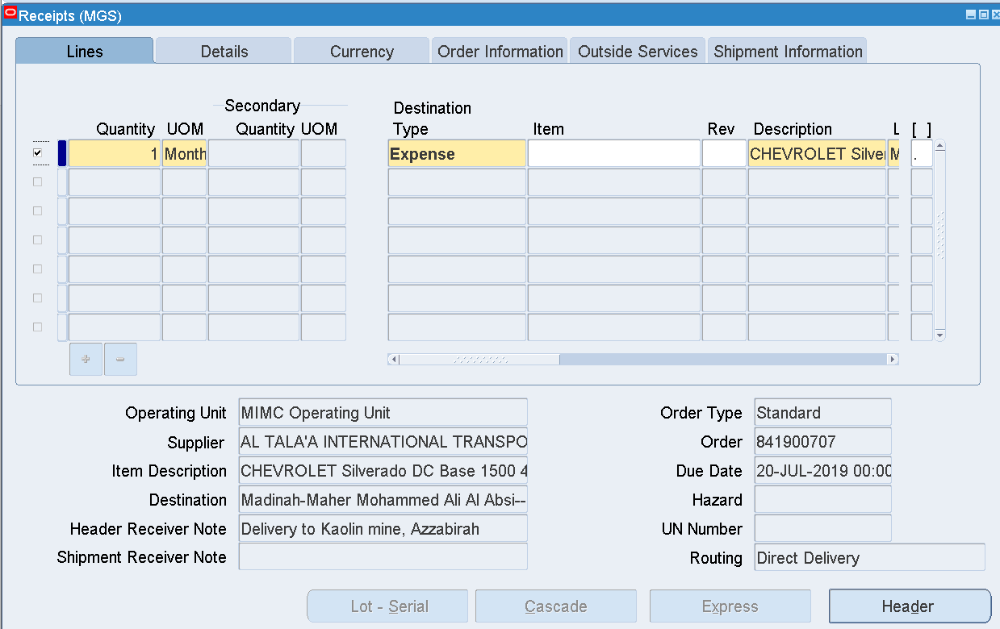 Receipts (MGS)
Lines Details Currency Order Information Outside Services Shipment Information
Secondary
Destination
Quantity UOM Quantity UOM Type Item Rev Description L [ ]
1 Month Expense CHEVROLET Silver M .
Operating Unit MIMC Operating Unit Order Type Standard
Supplier AL TALA'A INTERNATIONAL TRANSPO Order 841900707
Item Description CHEVROLET Silverado DC Base 1500 4 Due Date 20-JUL-2019 00:00
Destination Madinah-Maher Mohammed Ali Al Absi-- Hazard
Header Receiver Note Delivery to Kaolin mine, Azzabirah UN Number
Shipment Receiver Note Routing Direct Delivery
Lot - Serial Cascade Express Header